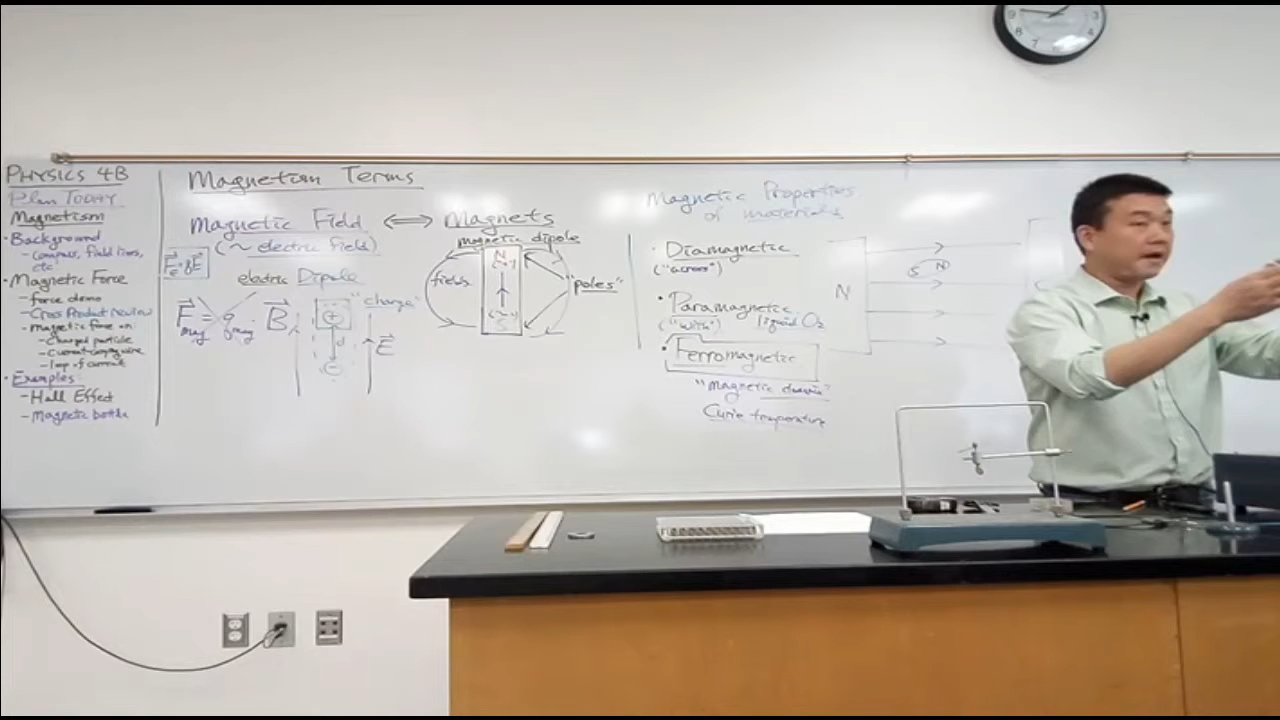 PHYSICS 4B
Plan TODAY
Magnetism
• Background
- compass, field lines,
etc.
• Magnetic Force
- force demo
- Cross Product Review
- magnetic force on
- charged particle
- current-carrying wire
- loop of current
• Examples:
- Hall Effect
- Magnetic bottle
Magnetism Terms
Magnetic Field ⟺ Magnets
(~ electric field)
magnetic dipole
electric Dipole
"charge"
F mag
q mag
B
E
d
+
−
N
(+)
(−)
S
fields
"poles"
Magnetic Properties
of materials
• Diamagnetic
("across")
• Paramagnetic
("with") liquid O2
• Ferromagnetic
"magnetic domain"
Curie temperature
N
S N